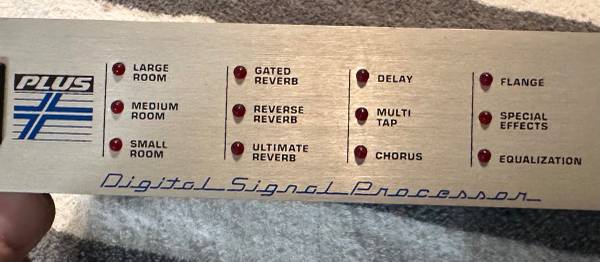 PLUS
LARGE
ROOM
MEDIUM
ROOM
SMALL
ROOM
GATED
REVERB
REVERSE
REVERB
ULTIMATE
REVERB
DELAY
MULTI
TAP
CHORUS
FLANGE
SPECIAL
EFFECTS
EQUALIZATION
Digital Signal Processor